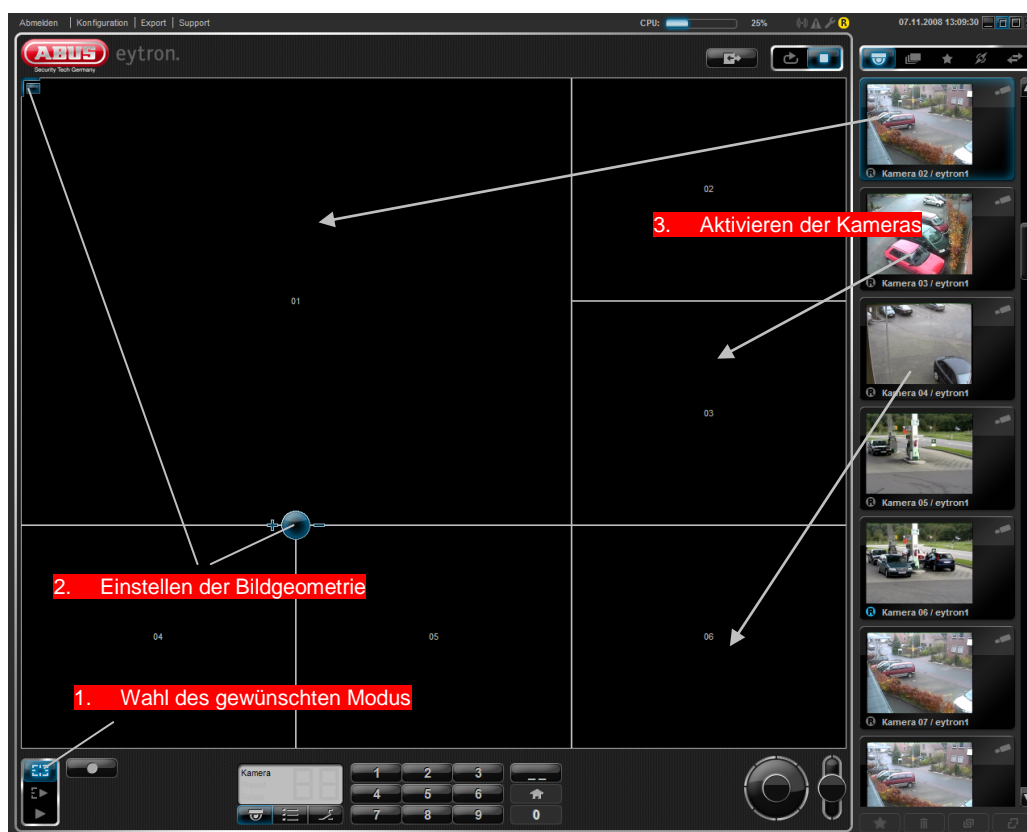 Abmelden | Konfiguration | Export | Support
CPU: 25%
R
07.11.2008 13:09:30
ABUS
Security Tech Germany
eytron.
01
02
03
04
05
06
1. Wahl des gewünschten Modus
2. Einstellen der Bildgeometrie
3. Aktivieren der Kameras
R Kamera 02 / eytron1
R Kamera 03 / eytron1
R Kamera 04 / eytron1
R Kamera 05 / eytron1
R Kamera 06 / eytron1
R Kamera 07 / eytron1
Kamera
1 2 3 _ _
4 5 6
7 8 9 0